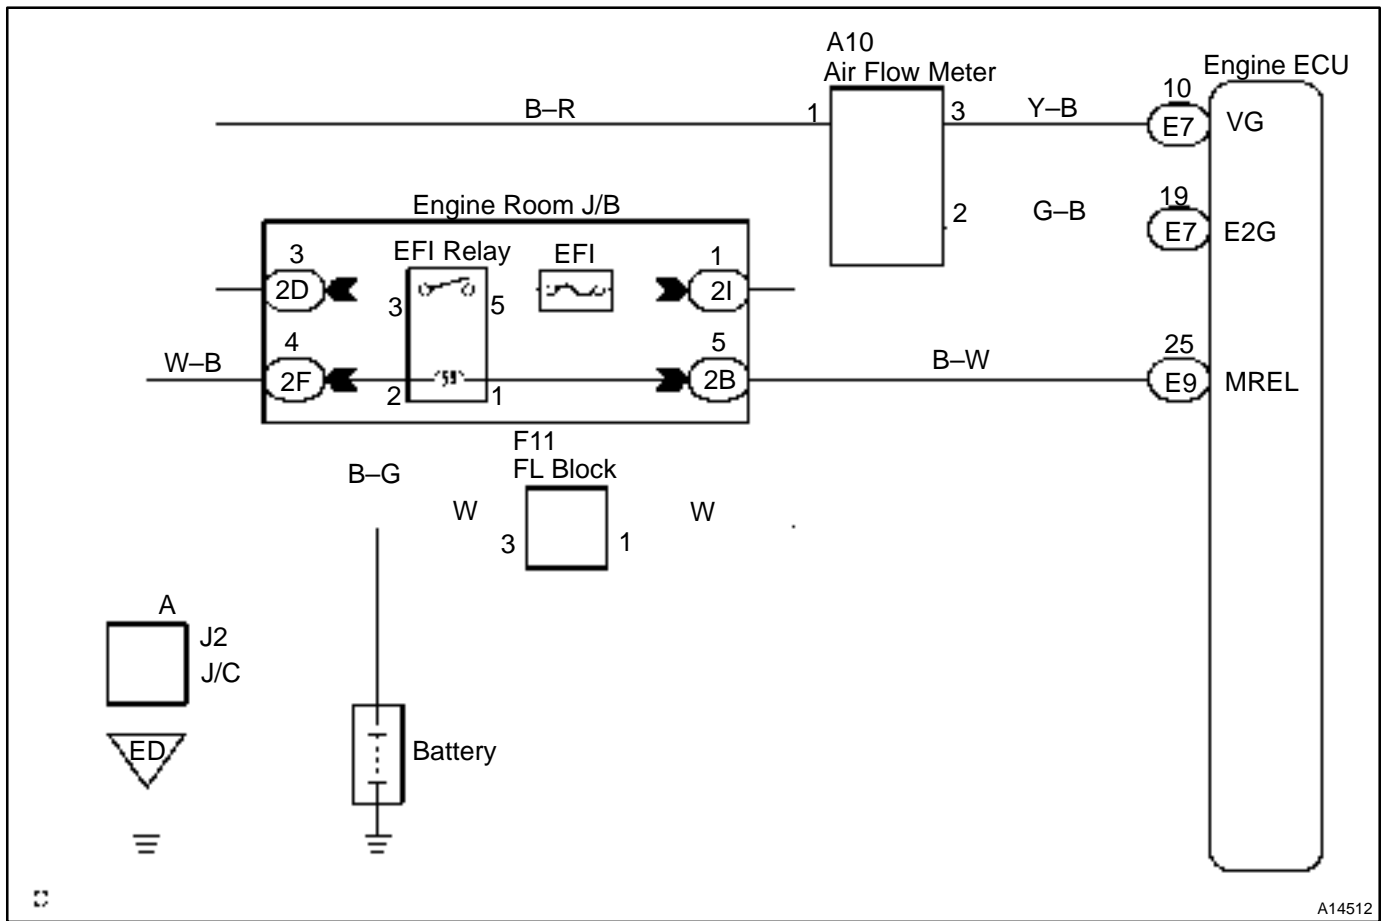 A10
Air Flow Meter
Engine ECU
B–R
1
3
Y–B
10
E7
VG
Engine Room J/B
2
G–B
19
E7
E2G
3
2D
EFI Relay
3
5
EFI
1
2I
W–B
4
2F
2
1
5
2B
B–W
25
E9
MREL
F11
FL Block
B–G
W
3
1
W
A
J2
J/C
ED
Battery
A14512